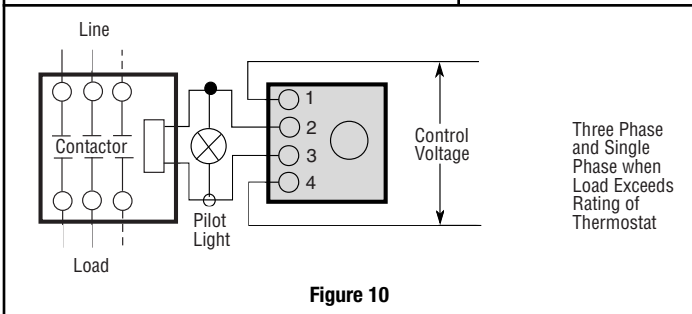 Line
Contactor
Load
Pilot
Light
1
2
3
4
Control
Voltage
Three Phase
and Single
Phase when
Load Exceeds
Rating of
Thermostat
Figure 10